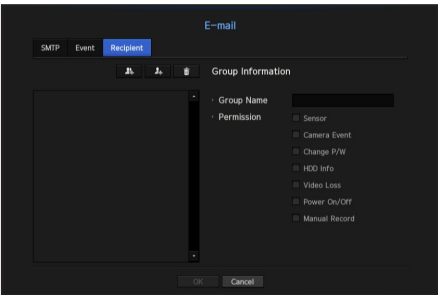 E-mail
SMTP Event Recipient
Group Information
· Group Name
· Permission
Sensor
Camera Event
Change P/W
HDD Info
Video Loss
Power On/Off
Manual Record
OK Cancel